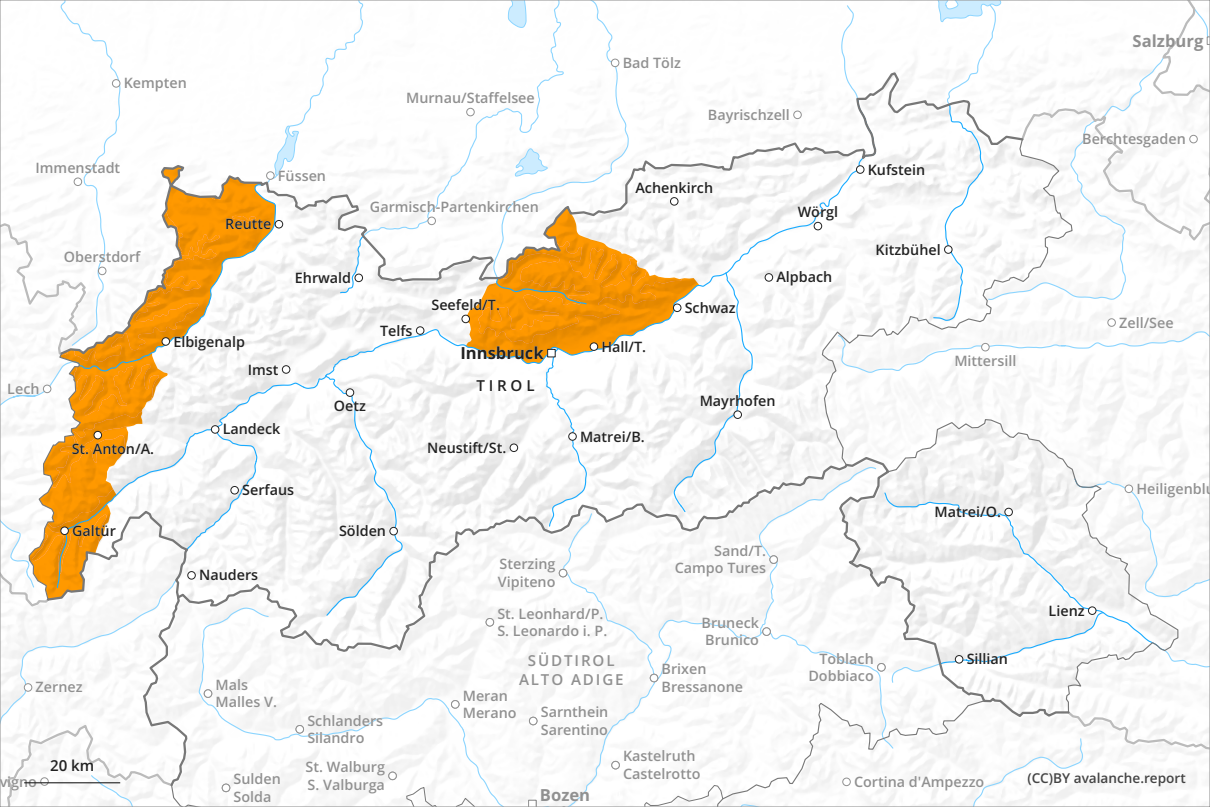 Salzburg
Kempten
Bad Tölz
Murnau/Staffelsee
Bayrischzell
Berchtesgaden
Immenstadt
Füssen
Kufstein
Achenkirch
Garmisch-Partenkirchen
Wörgl
Reutte
Oberstdorf
Kitzbühel
Ehrwald
Alpbach
Seefeld/T.
Schwaz
Telfs
Zell/See
Elbigenalp
Innsbruck
Hall/T.
Mittersill
Imst
TIROL
Lech
Oetz
Mayrhofen
Landeck
Matrei/B.
St. Anton/A.
Neustift/St.
Serfaus
Heiligenblu
Matrei/O.
Galtür
Sölden
Sand/T.
Campo Tures
Sterzing
Vipiteno
Nauders
St. Leonhard/P.
S. Leonardo i. P.
Lienz
Bruneck
Brunico
SÜDTIROL
ALTO ADIGE
Sillian
Toblach
Dobbiaco
Brixen
Bressanone
Zernez
Mals
Malles V.
Meran
Merano
Sarnthein
Sarentino
Schlanders
Silandro
Kastelruth
Castelrotto
20 km
St. Walburg
S. Valburga
vigno
Sulden
Solda
Cortina d'Ampezzo
(CC)BY avalanche.report
Bozen